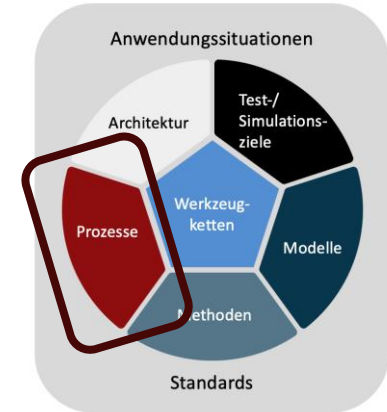 Anwendungssituationen
Architektur
Test-/
Simulations-
ziele
Werkzeug-
ketten
Prozesse
Modelle
Methoden
Standards